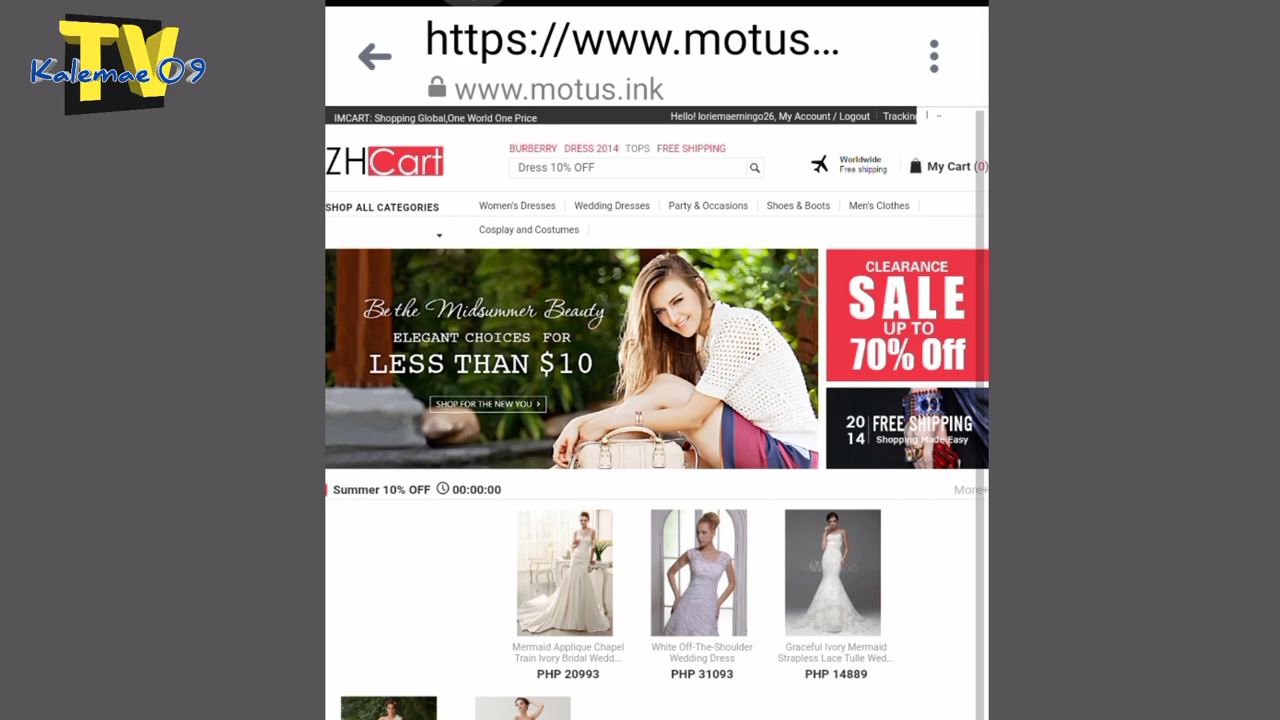 TV
Kalemae 09
https://www.motus...
www.motus.ink
IMCART: Shopping Global,One World One Price
Hello! loriemaemingo26, My Account / Logout
Tracking
ZHCart
BURBERRY DRESS 2014 TOPS FREE SHIPPING
Dress 10% OFF
Worldwide
Free shipping
My Cart (0)
SHOP ALL CATEGORIES
Women's Dresses
Wedding Dresses
Party & Occasions
Shoes & Boots
Men's Clothes
Cosplay and Costumes
Be the Midsummer Beauty
ELEGANT CHOICES FOR
LESS THAN $10
SHOP FOR THE NEW YOU >
CLEARANCE
SALE
UP TO
70% Off
20
14
FREE SHIPPING
Shopping Made Easy
Summer 10% OFF 00:00:00
More+
Mermaid Applique Chapel
Train Ivory Bridal Wedd...
PHP 20993
White Off-The-Shoulder
Wedding Dress
PHP 31093
Graceful Ivory Mermaid
Strapless Lace Tulle Wed...
PHP 14889